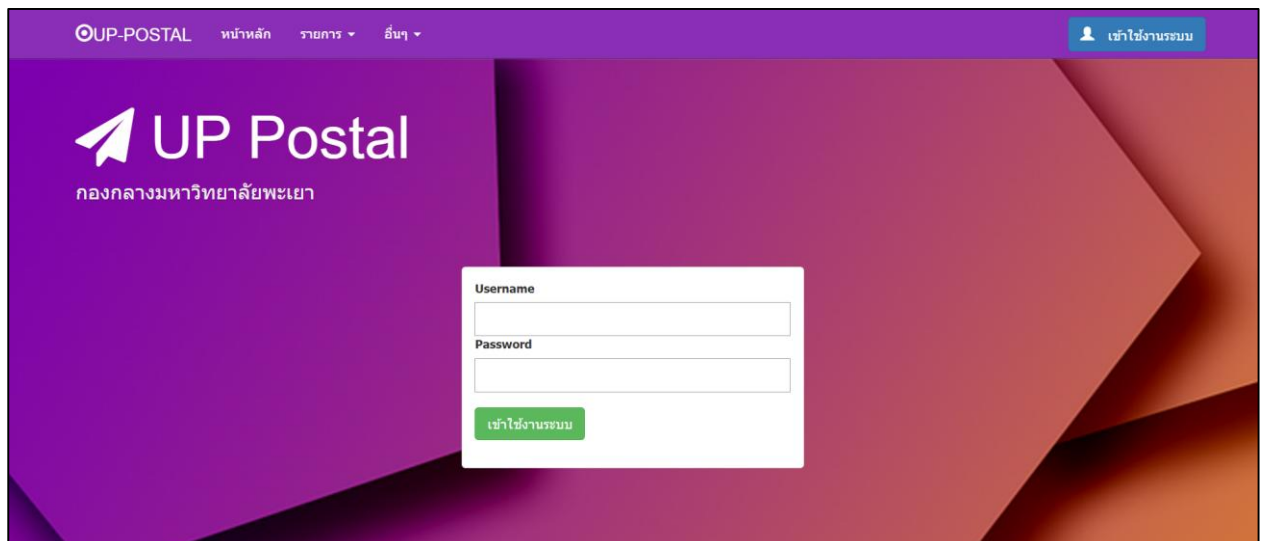 UP-POSTAL หน้าหลัก รายการ อื่นๆ เข้าใช้งานระบบ
UP Postal
กองกลางมหาวิทยาลัยพะเยา
Username
Password
เข้าใช้งานระบบ